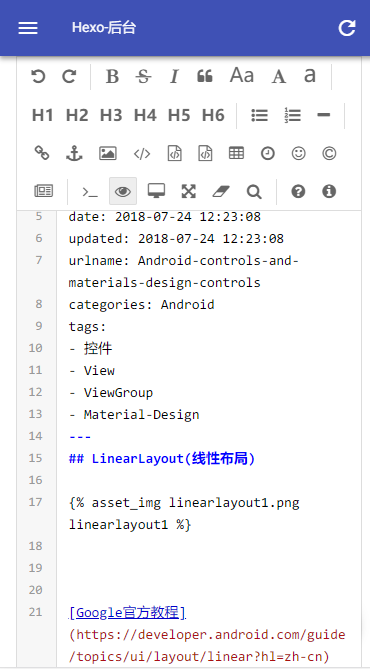 Hexo-后台
B S I “ Aa A a
H1 H2 H3 H4 H5 H6
5 date: 2018-07-24 12:23:08
6 updated: 2018-07-24 12:23:08
7 urlname: Android-controls-and-
materials-design-controls
8 categories: Android
9 tags:
10 - 控件
11 - View
12 - ViewGroup
13 - Material-Design
14 ---
15 ## LinearLayout(线性布局)
16
17 {% asset_img linearlayout1.png
linearlayout1 %}
18
19
20
21 [Google官方教程]
(https://developer.android.com/guide
/topics/ui/layout/linear?hl=zh-cn)